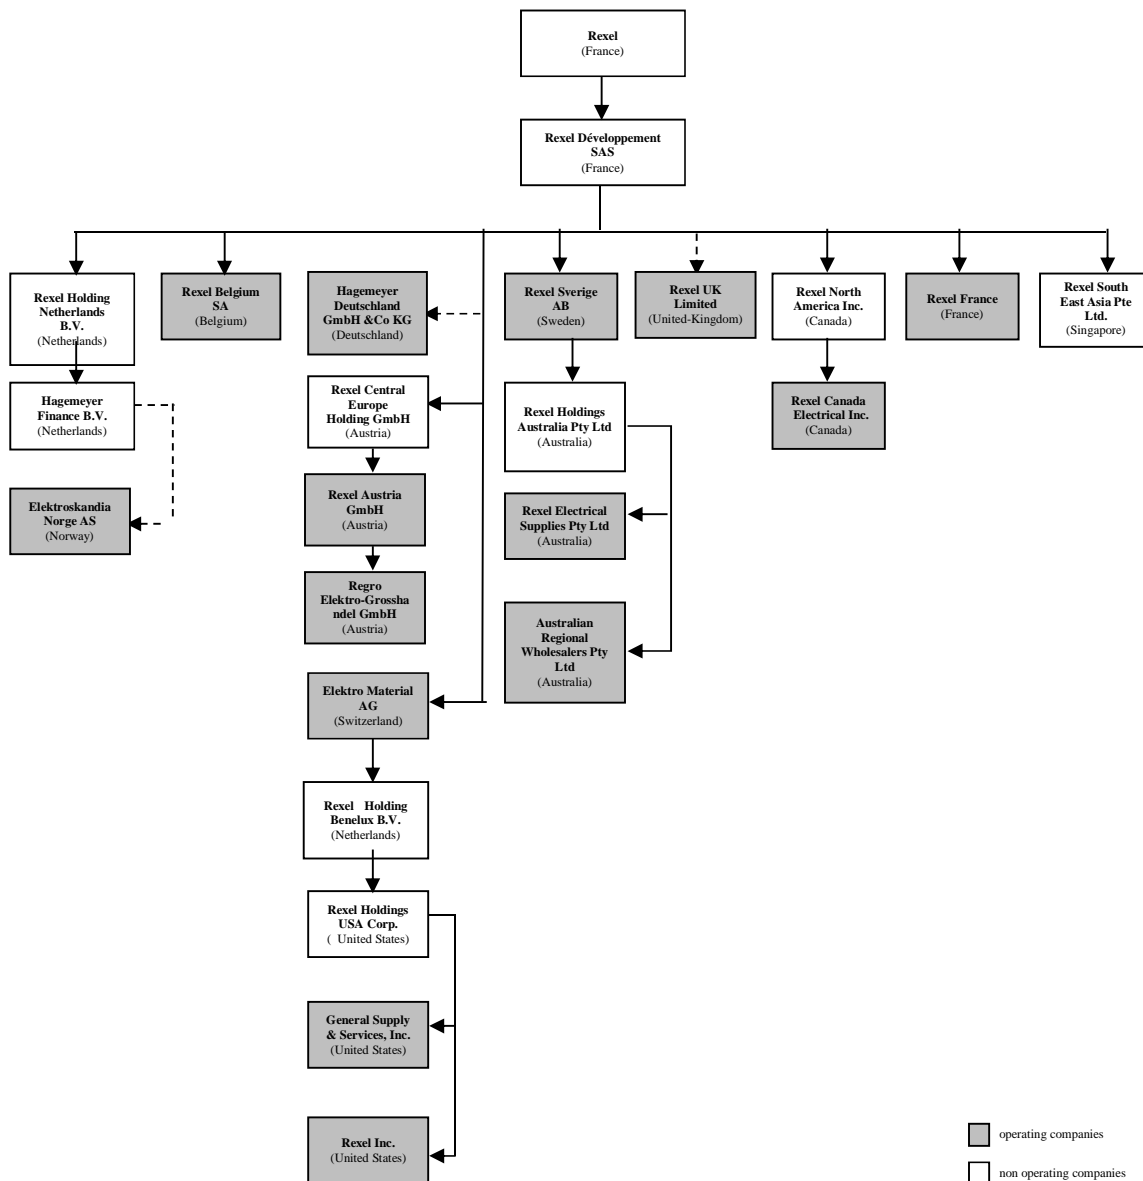 Rexel
(France)
Rexel Développement
SAS
(France)
Rexel Holding
Netherlands
B.V.
(Netherlands)
Rexel Belgium
SA
(Belgium)
Hagemeyer
Deutschland
GmbH &Co KG
(Deutschland)
Rexel Sverige
AB
(Sweden)
Rexel UK
Limited
(United-Kingdom)
Rexel North
America Inc.
(Canada)
Rexel France
(France)
Rexel South
East Asia Pte
Ltd.
(Singapore)
Hagemeyer
Finance B.V.
(Netherlands)
Rexel Central
Europe
Holding GmbH
(Austria)
Rexel Holdings
Australia Pty Ltd
(Australia)
Rexel Canada
Electrical Inc.
(Canada)
Elektroskandia
Norge AS
(Norway)
Rexel Austria
GmbH
(Austria)
Rexel Electrical
Supplies Pty Ltd
(Australia)
Regro
Elektro-Grossha
ndel GmbH
(Austria)
Australian
Regional
Wholesalers Pty
Ltd
(Australia)
Elektro Material
AG
(Switzerland)
Rexel Holding
Benelux B.V.
(Netherlands)
Rexel Holdings
USA Corp.
( United States)
General Supply
& Services, Inc.
(United States)
Rexel Inc.
(United States)
operating companies
non operating companies